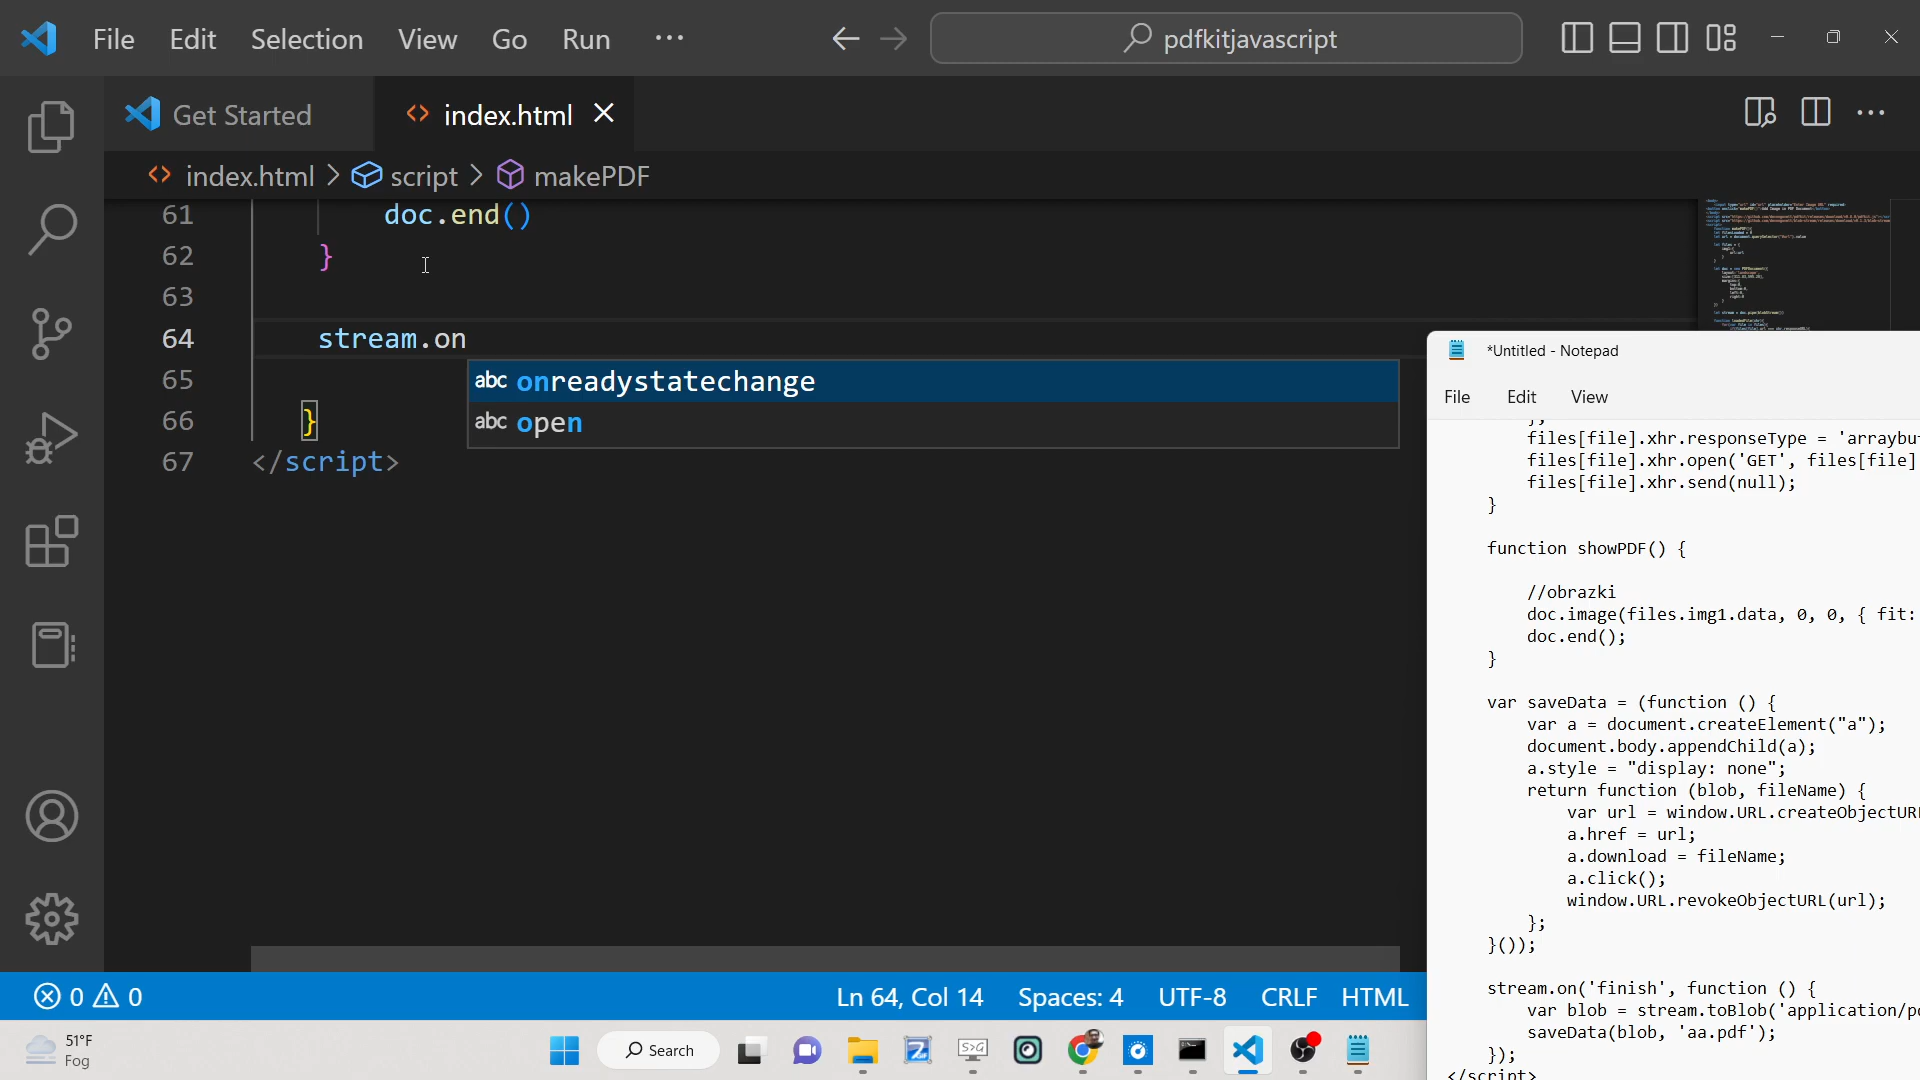 File Edit Selection View Go Run ··· pdfkitjavascript
Get Started index.html
index.html > script > makePDF
61 doc.end()
62 }
63
64 stream.on
abc onreadystatechange
abc open
65
66 }
67 </script>
*Untitled - Notepad
File Edit View
files[file].xhr.responseType = 'arraybu
files[file].xhr.open('GET', files[file]
files[file].xhr.send(null);
}
function showPDF() {
//obrazki
doc.image(files.img1.data, 0, 0, { fit:
doc.end();
}
var saveData = (function () {
var a = document.createElement("a");
document.body.appendChild(a);
a.style = "display: none";
return function (blob, fileName) {
var url = window.URL.createObjectUR
a.href = url;
a.download = fileName;
a.click();
window.URL.revokeObjectURL(url);
};
}());
stream.on('finish', function () {
var blob = stream.toBlob('application/p
saveData(blob, 'aa.pdf');
});
</script>
0 0 Ln 64, Col 14 Spaces: 4 UTF-8 CRLF HTML
51°F
Fog
Search